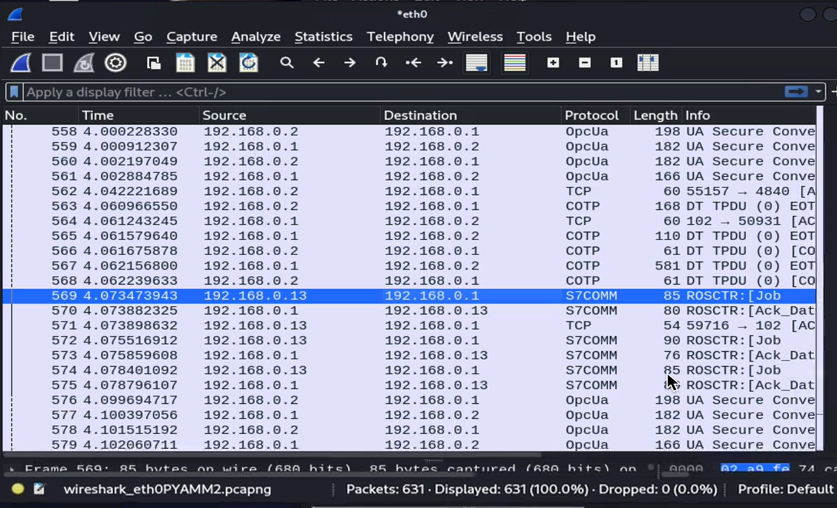 *eth0
File Edit View Go Capture Analyze Statistics Telephony Wireless Tools Help
Apply a display filter ... <Ctrl-/>
No. Time Source Destination Protocol Length Info
558 4.000228330 192.168.0.2 192.168.0.1 OpcUa 198 UA Secure Conve
559 4.000912307 192.168.0.1 192.168.0.2 OpcUa 182 UA Secure Conve
560 4.002197049 192.168.0.2 192.168.0.1 OpcUa 182 UA Secure Conve
561 4.002884785 192.168.0.1 192.168.0.2 OpcUa 166 UA Secure Conve
562 4.042221689 192.168.0.2 192.168.0.1 TCP 60 55157 → 4840 [A
563 4.060966550 192.168.0.2 192.168.0.1 COTP 168 DT TPDU (0) EOT
564 4.061243245 192.168.0.1 192.168.0.2 TCP 60 102 → 50931 [AC
565 4.061579640 192.168.0.1 192.168.0.2 COTP 110 DT TPDU (0) EOT
566 4.061675878 192.168.0.2 192.168.0.1 COTP 61 DT TPDU (0) [CO
567 4.062156800 192.168.0.1 192.168.0.2 COTP 581 DT TPDU (0) EOT
568 4.062239633 192.168.0.2 192.168.0.1 COTP 61 DT TPDU (0) [CO
569 4.073473943 192.168.0.13 192.168.0.1 S7COMM 85 ROSCTR:[Job
570 4.073882325 192.168.0.1 192.168.0.13 S7COMM 80 ROSCTR:[Ack_Dat
571 4.073898632 192.168.0.13 192.168.0.1 TCP 54 59716 → 102 [AC
572 4.075516912 192.168.0.13 192.168.0.1 S7COMM 90 ROSCTR:[Job
573 4.075859608 192.168.0.1 192.168.0.13 S7COMM 76 ROSCTR:[Ack_Dat
574 4.078401092 192.168.0.13 192.168.0.1 S7COMM 85 ROSCTR:[Job
575 4.078796107 192.168.0.1 192.168.0.13 S7COMM ROSCTR:[Ack_Dat
576 4.099694717 192.168.0.2 192.168.0.1 OpcUa 198 UA Secure Conve
577 4.100397056 192.168.0.1 192.168.0.2 OpcUa 182 UA Secure Conve
578 4.101515192 192.168.0.2 192.168.0.1 OpcUa 182 UA Secure Conve
579 4.102060711 192.168.0.1 192.168.0.2 OpcUa 166 UA Secure Conve
Frame 569: 85 bytes on wire (680 bits), 85 bytes captured (680 bits) on 0000 02 a9 fe 74
wireshark_eth0PYAMM2.pcapng Packets: 631 · Displayed: 631 (100.0%) · Dropped: 0 (0.0%) Profile: Default